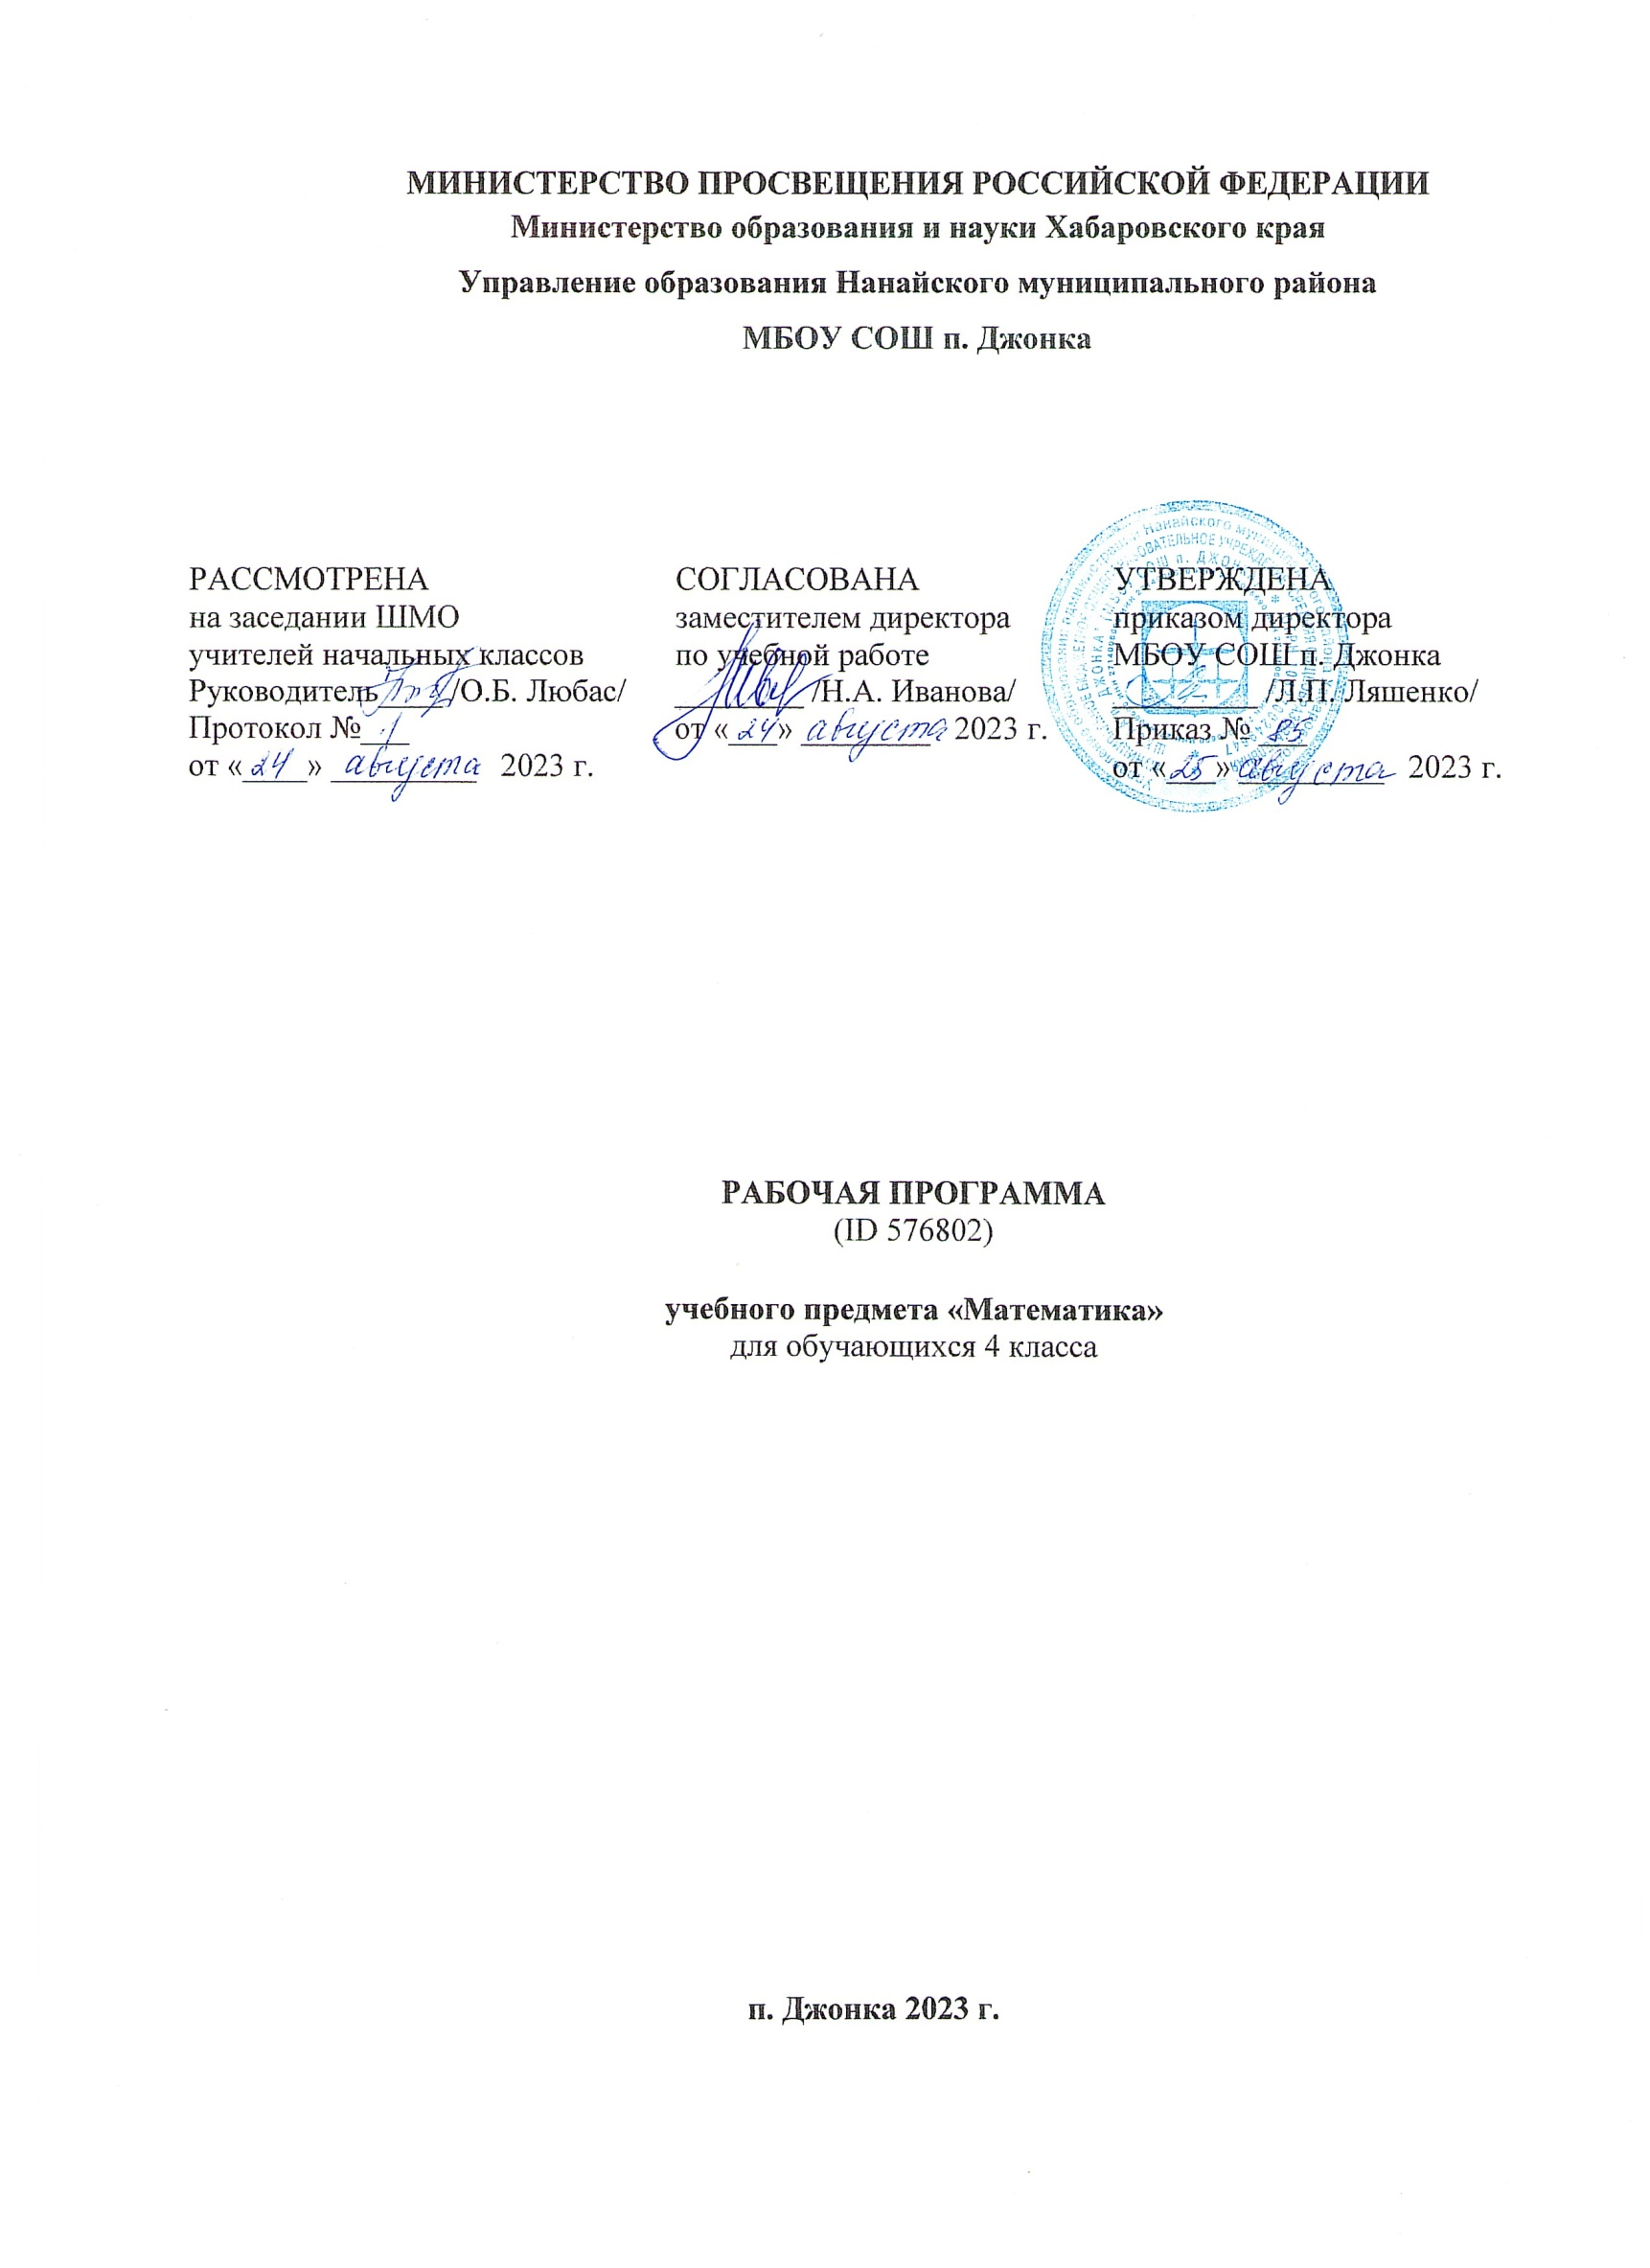 МИНИСТЕРСТВО ПРОСВЕЩЕНИЯ РОССИЙСКОЙ ФЕДЕРАЦИИ
Министерство образования и науки Хабаровского края
Управление образования Нанайского муниципального района
МБОУ СОШ п. Джонка
РАССМОТРЕНА
на заседании ШМО
учителей начальных классов
Руководитель /О.Б. Любас/
Протокол № 1
от «24» августа 2023 г.
СОГЛАСОВАНА
заместителем директора
по учебной работе
/Н.А. Иванова/
от «24» августа 2023 г.
УТВЕРЖДЕНА
приказом директора
МБОУ СОШ п. Джонка
/Л.П. Ляшенко/
Приказ № 85
от «25» августа 2023 г.
РАБОЧАЯ ПРОГРАММА
(ID 576802)
учебного предмета «Математика»
для обучающихся 4 класса
п. Джонка 2023 г.